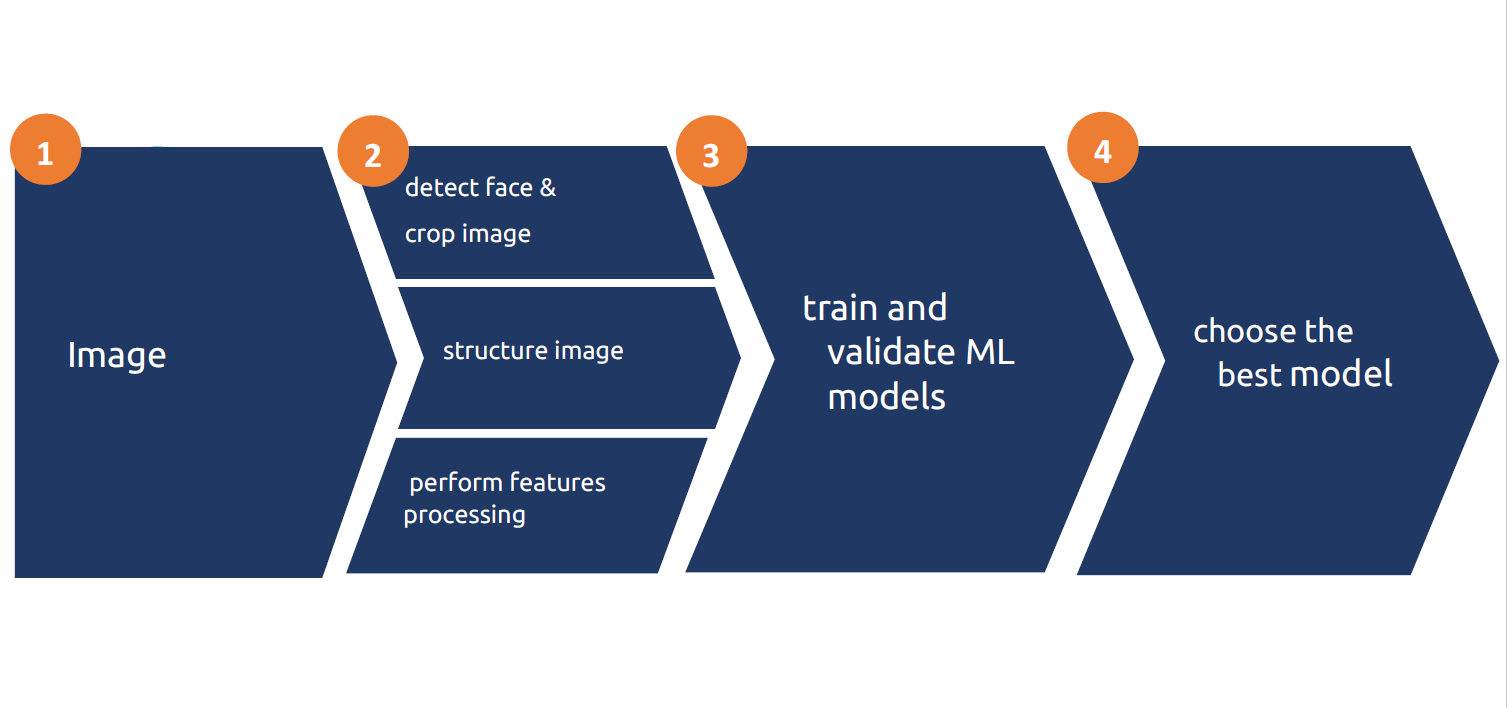 1
Image
2
detect face &
crop image
structure image
perform features
processing
3
train and
validate ML
models
4
choose the
best model